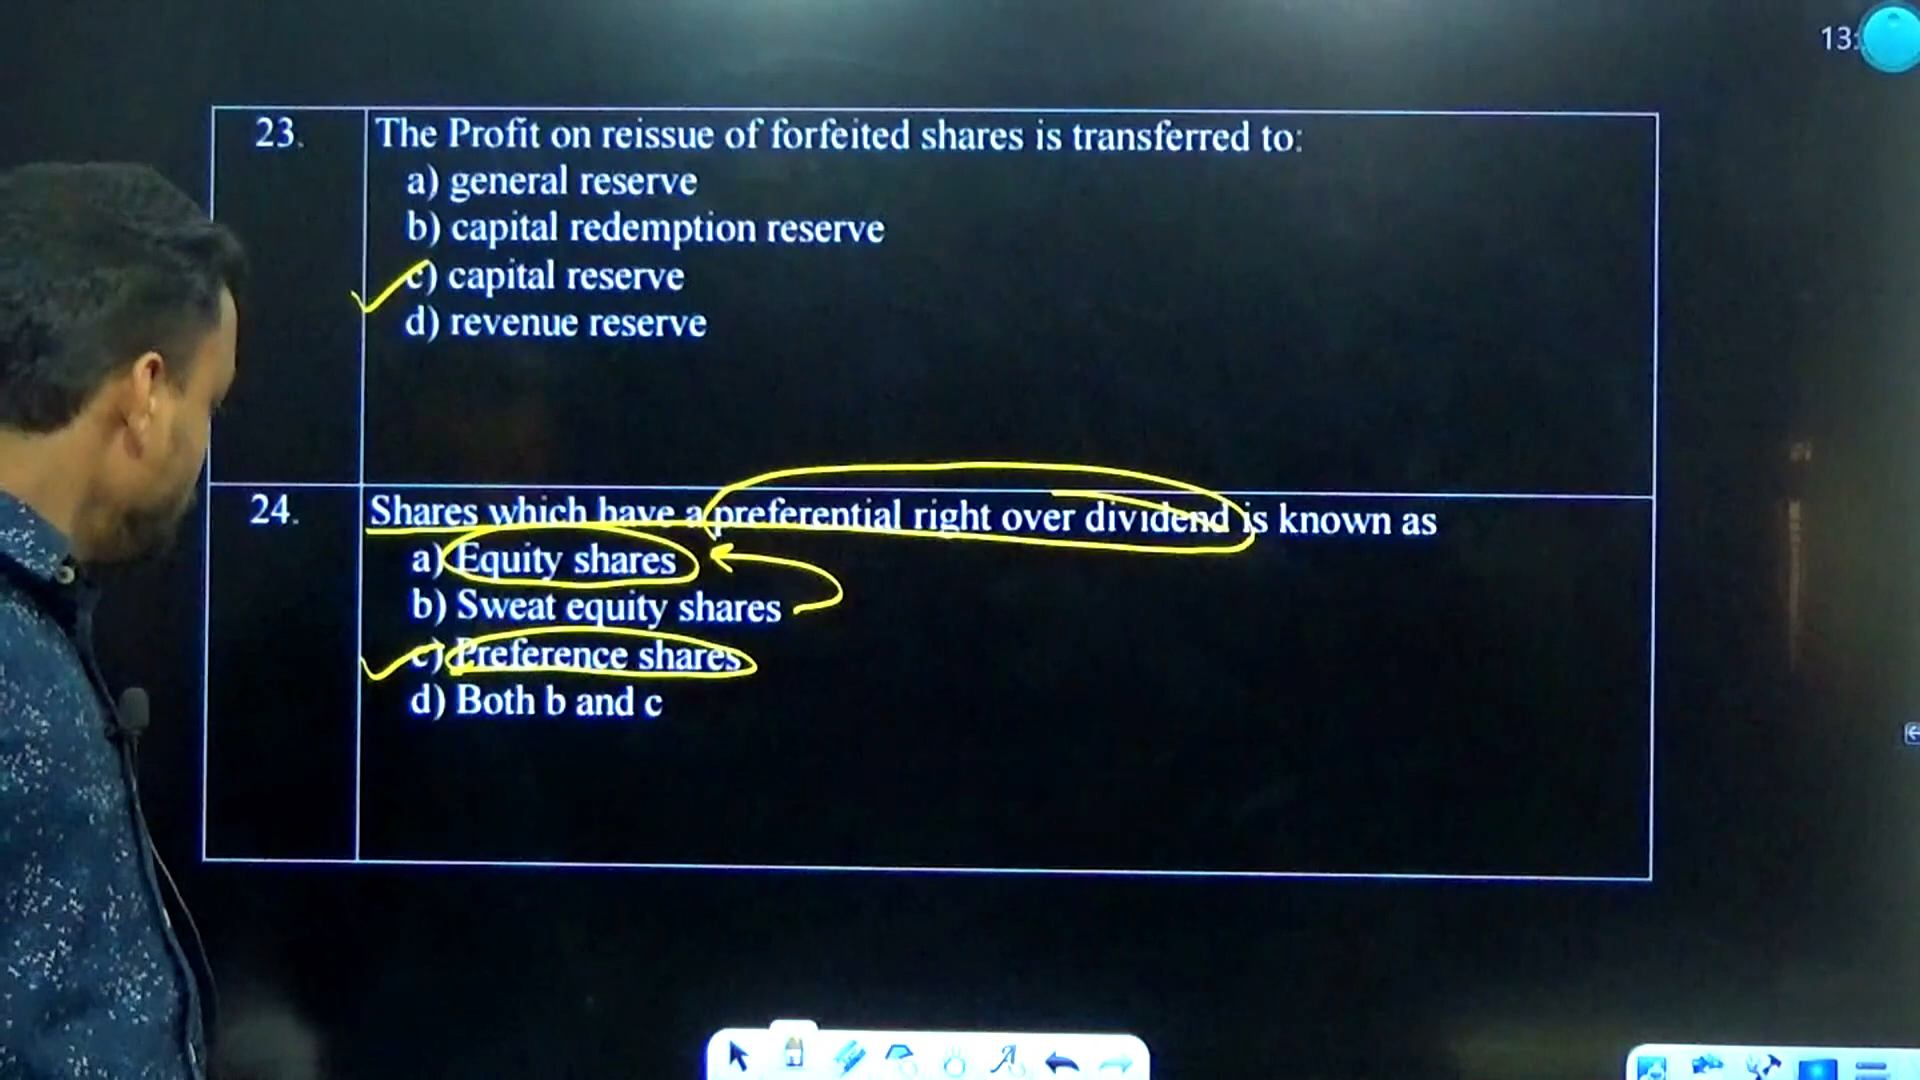 13:
23.
The Profit on reissue of forfeited shares is transferred to:
a) general reserve
b) capital redemption reserve
c) capital reserve
d) revenue reserve
24.
Shares which have a preferential right over dividend is known as
a) Equity shares
b) Sweat equity shares
c) Preference shares
d) Both b and c